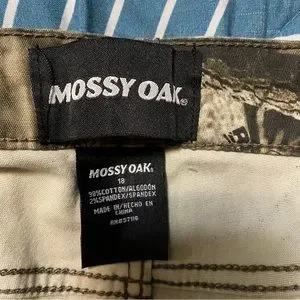 MOSSY OAK®
MOSSY OAK®
18
98%COTTON/ALGODÓN
2%SPANDEX/SPANDEX
MADE IN/HECHO EN
CHINA